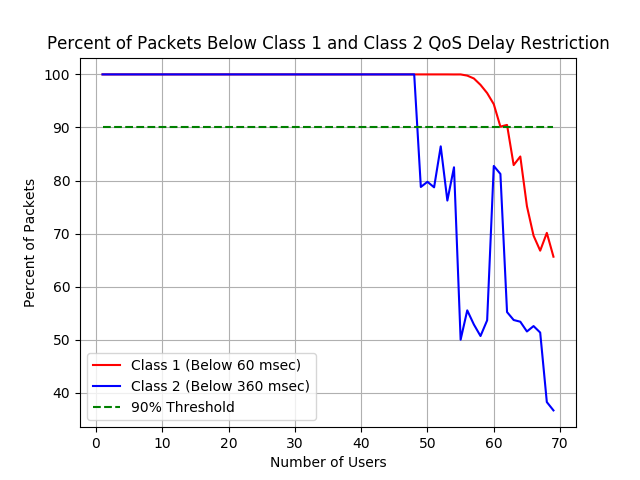 Percent of Packets Below Class 1 and Class 2 QoS Delay Restriction
100
90
80
70
60
50
40
Percent of Packets
Class 1 (Below 60 msec)
Class 2 (Below 360 msec)
90% Threshold
0 10 20 30 40 50 60 70
Number of Users